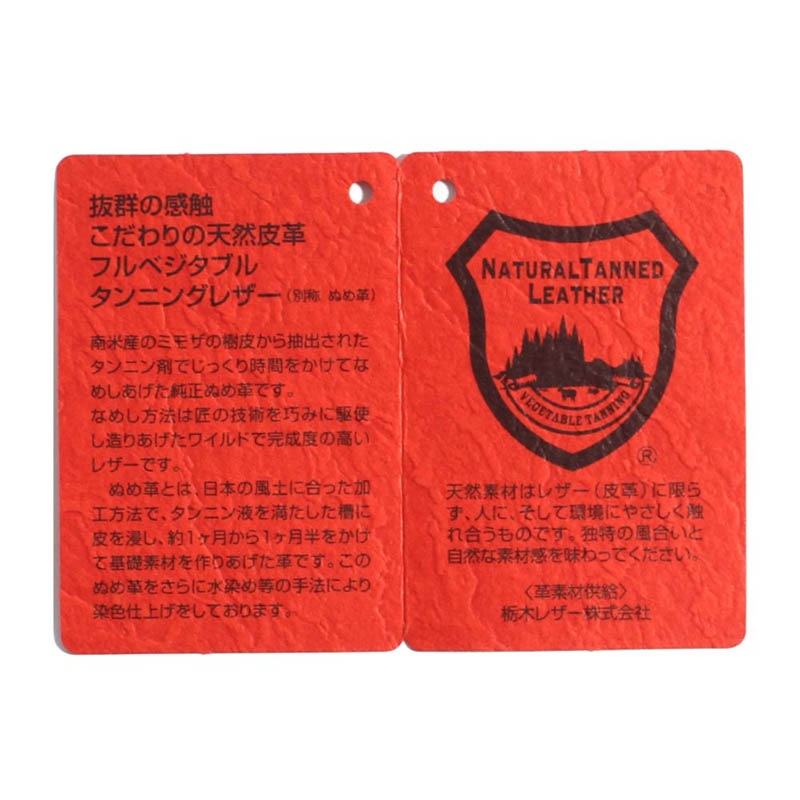 抜群の感触
こだわりの天然皮革
フルベジタブル
タンニングレザー（別称 ぬめ革）
南米産のミモザの樹皮から抽出された
タンニン剤でじっくり時間をかけてな
めしあげた純正ぬめ革です。
なめし方法は匠の技術を巧みに駆使
し造りあげたワイルドで完成度の高い
レザーです。
ぬめ革とは、日本の風土に合った加
工方法で、タンニン液を満たした槽に
皮を浸し、約1ヶ月から1ヶ月半をかけ
て基礎素材を作りあげた革です。この
ぬめ革をさらに水染め等の手法により
染色仕上げをしております。
NATURALTANNED
LEATHER
VEGETABLE TANNING
®
天然素材はレザー（皮革）に限ら
ず、人に、そして環境にやさしく触
れ合うものです。独特の風合いと
自然な素材感を味わってください。
〈革素材供給〉
栃木レザー株式会社